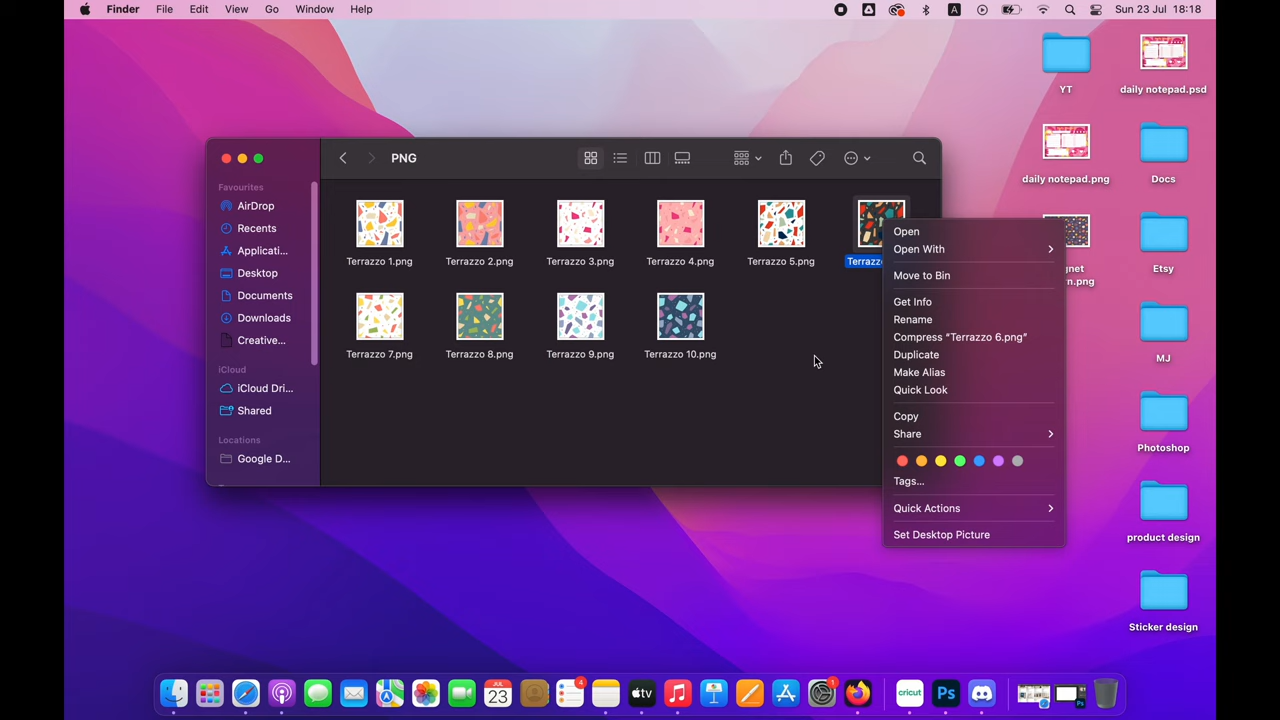 Finder File Edit View Go Window Help
A
Sun 23 Jul 18:18
YT
daily notepad.psd
daily notepad.png
Docs
Etsy
MJ
Photoshop
product design
Sticker design
PNG
Favourites
AirDrop
Recents
Applicati...
Desktop
Documents
Downloads
Creative...
iCloud
iCloud Dri...
Shared
Locations
Google D...
Terrazzo 1.png
Terrazzo 2.png
Terrazzo 3.png
Terrazzo 4.png
Terrazzo 5.png
Terrazzo 7.png
Terrazzo 8.png
Terrazzo 9.png
Terrazzo 10.png
Open
Open With
Move to Bin
Get Info
Rename
Compress “Terrazzo 6.png”
Duplicate
Make Alias
Quick Look
Copy
Share
Tags...
Quick Actions
Set Desktop Picture
JUL
23
4
tv
1
cricut
Ps